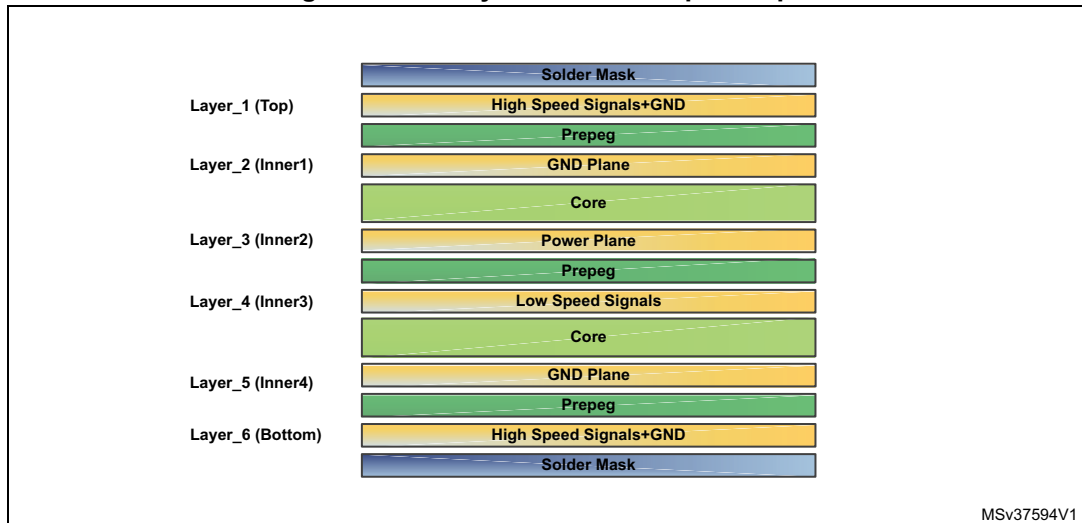 Solder Mask
Layer_1 (Top) High Speed Signals+GND
Prepeg
Layer_2 (Inner1) GND Plane
Core
Layer_3 (Inner2) Power Plane
Prepeg
Layer_4 (Inner3) Low Speed Signals
Core
Layer_5 (Inner4) GND Plane
Prepeg
Layer_6 (Bottom) High Speed Signals+GND
Solder Mask
MSv37594V1